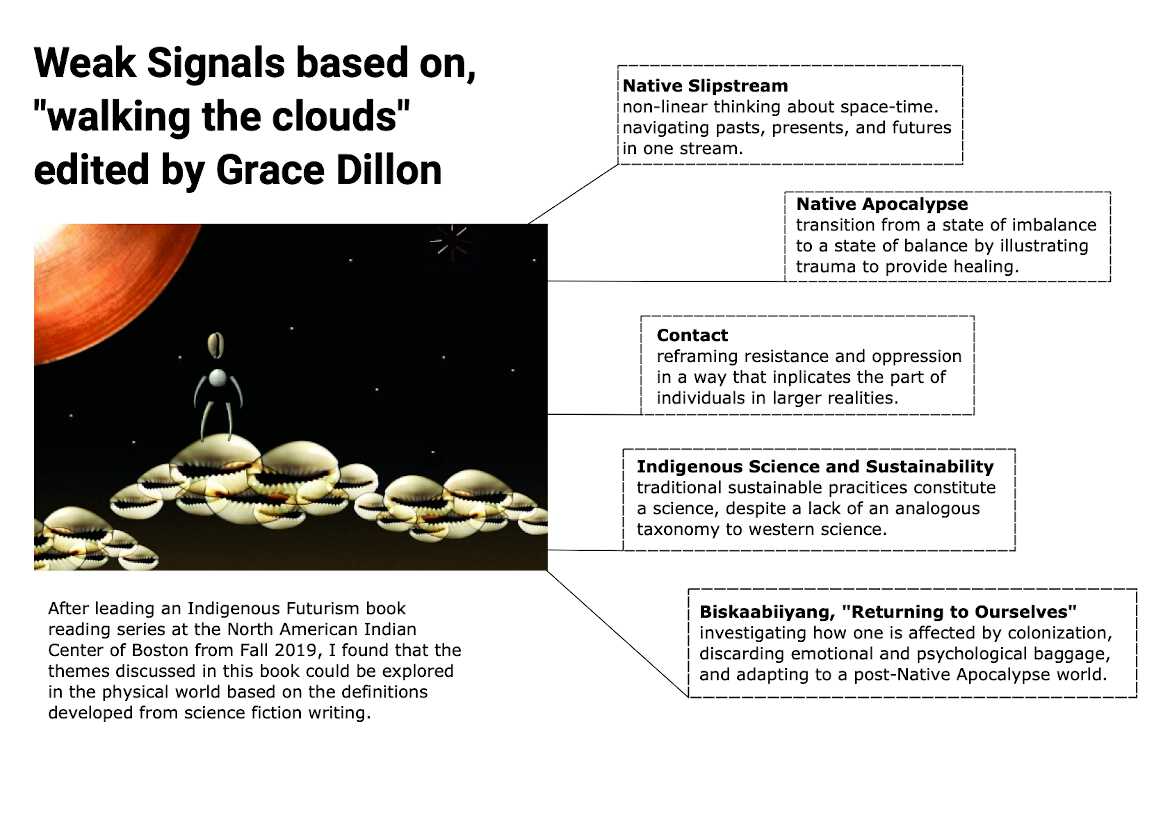 Weak Signals based on,
"walking the clouds"
edited by Grace Dillon
Native Slipstream
non-linear thinking about space-time.
navigating pasts, presents, and futures
in one stream.
Native Apocalypse
transition from a state of imbalance
to a state of balance by illustrating
trauma to provide healing.
Contact
reframing resistance and oppression
in a way that inplicates the part of
individuals in larger realities.
Indigenous Science and Sustainability
traditional sustainable pracitices constitute
a science, despite a lack of an analogous
taxonomy to western science.
Biskaabiiyang, "Returning to Ourselves"
investigating how one is affected by colonization,
discarding emotional and psychological baggage,
and adapting to a post-Native Apocalypse world.
After leading an Indigenous Futurism book
reading series at the North American Indian
Center of Boston from Fall 2019, I found that the
themes discussed in this book could be explored
in the physical world based on the definitions
developed from science fiction writing.